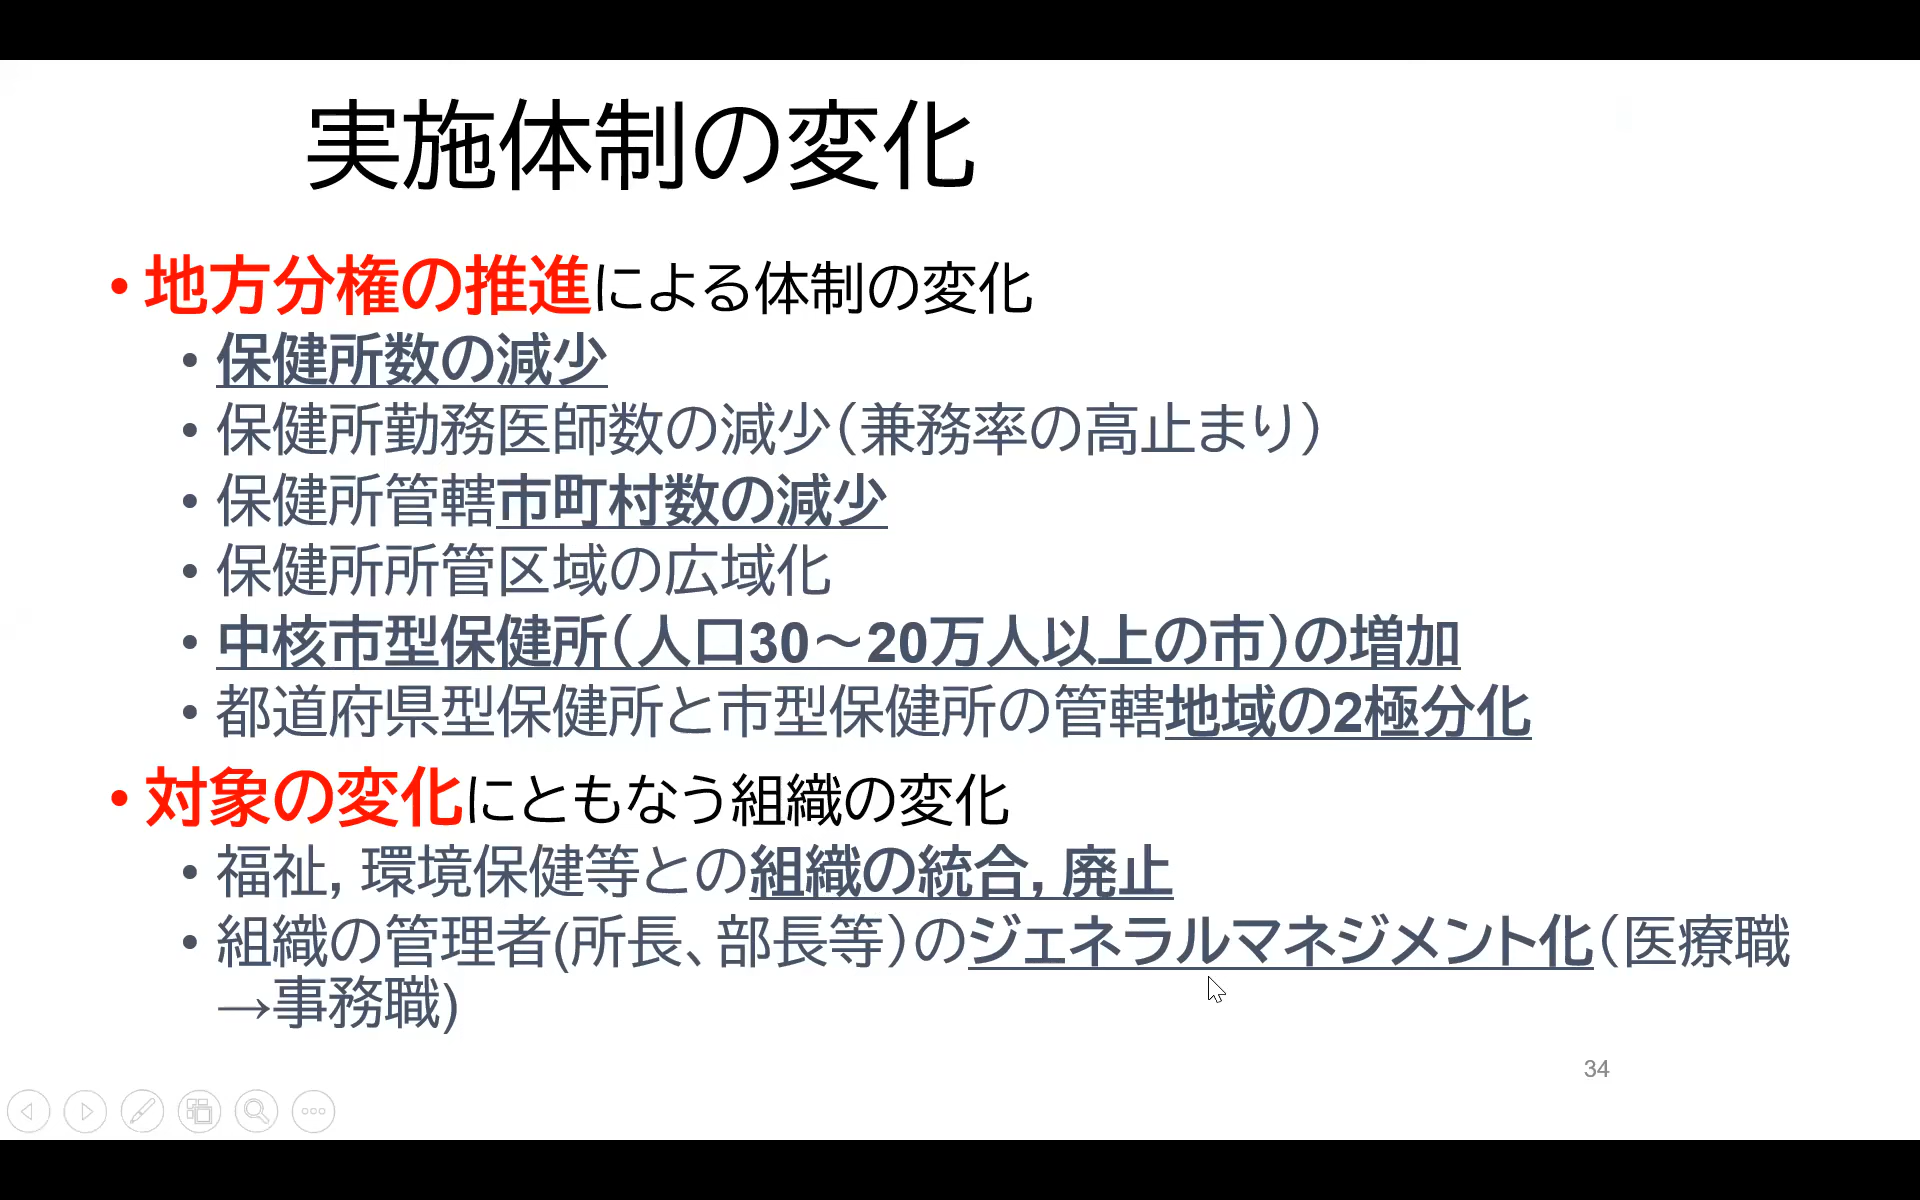 実施体制の変化
•地方分権の推進による体制の変化
•保健所数の減少
•保健所勤務医師数の減少（兼務率の高止まり）
•保健所管轄市町村数の減少
•保健所所管区域の広域化
•中核市型保健所（人口30～20万人以上の市）の増加
•都道府県型保健所と市型保健所の管轄地域の2極分化
•対象の変化にともなう組織の変化
•福祉, 環境保健等との組織の統合, 廃止
•組織の管理者(所長、部長等）のジェネラルマネジメント化（医療職
→事務職)
34